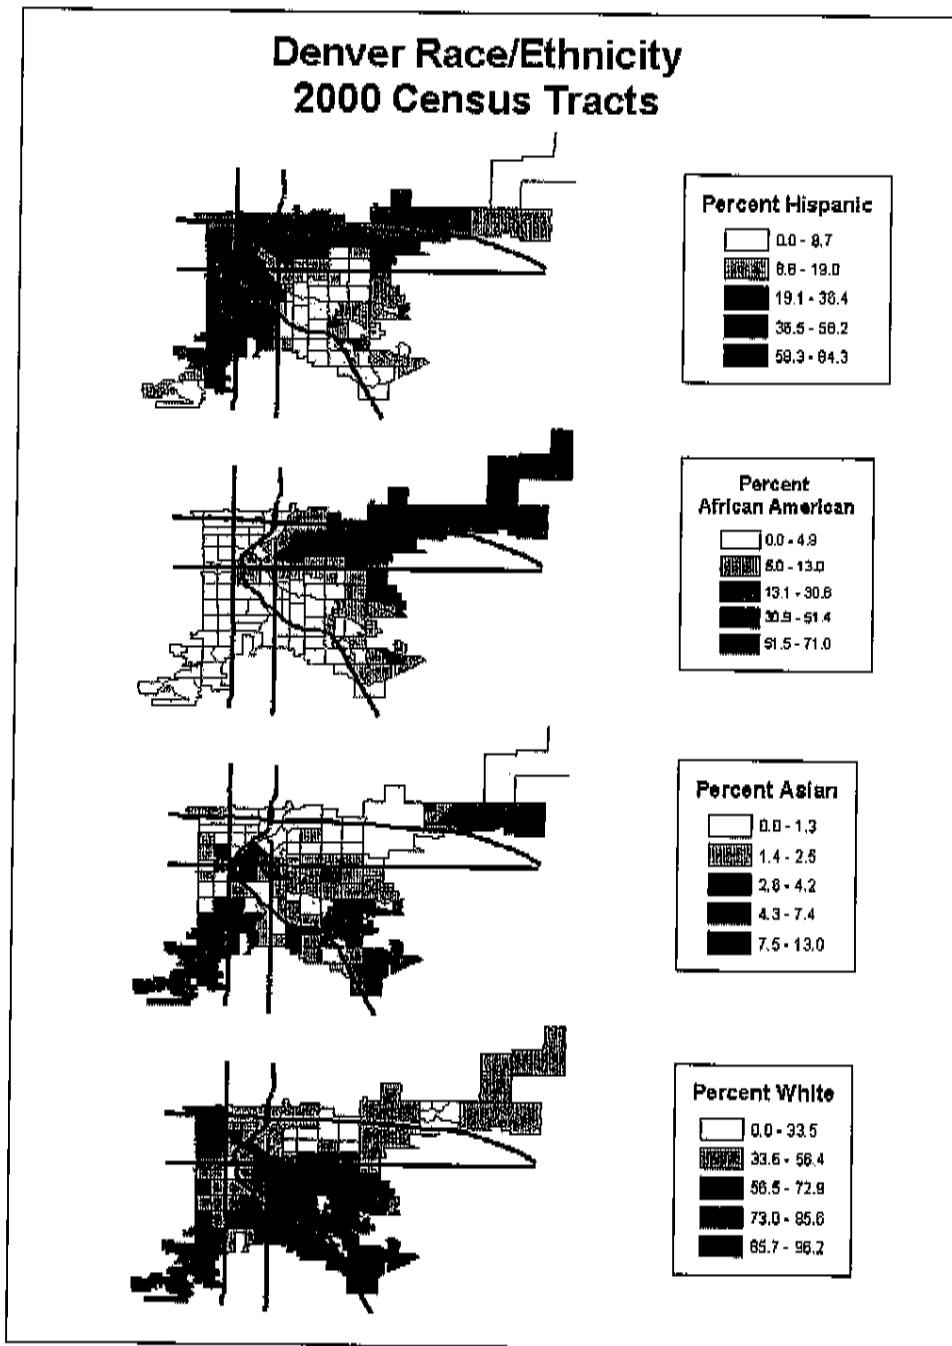 Denver Race/Ethnicity
2000 Census Tracts
Percent Hispanic
0.0 - 8.7
8.8 - 19.0
19.1 - 38.4
38.5 - 58.2
58.3 - 84.3
Percent
African American
0.0 - 4.9
5.0 - 13.0
13.1 - 30.8
30.9 - 51.4
51.5 - 71.0
Percent Asian
0.0 - 1.3
1.4 - 2.5
2.6 - 4.2
4.3 - 7.4
7.5 - 13.0
Percent White
0.0 - 33.5
33.6 - 56.4
56.5 - 72.9
73.0 - 85.6
85.7 - 96.2